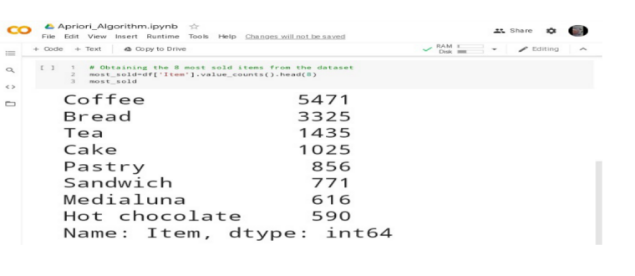 CO Apriori_Algorithm.ipynb ☆
File Edit View Insert Runtime Tools Help Changes will not be saved
Share
+ Code + Text Copy to Drive
RAM
Disk
Editing
[ ] 1 # Obtaining the 8 most sold items from the dataset
2 most_sold=df['Item'].value_counts().head(8)
3 most_sold
Coffee 5471
Bread 3325
Tea 1435
Cake 1025
Pastry 856
Sandwich 771
Medialuna 616
Hot chocolate 590
Name: Item, dtype: int64